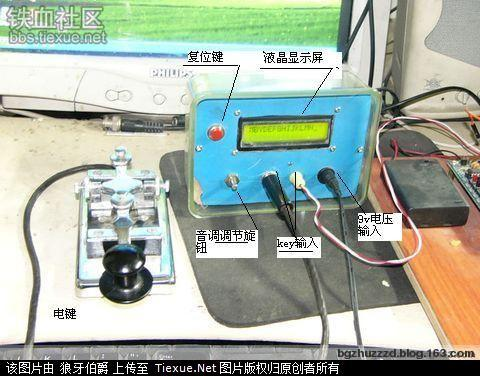 铁血社区
bbs.tiexue.net
PHILIPS
复位键
液晶显示屏
音调调节旋
钮
key输入
9v电压
输入
电键
bgzhuzzd.blog.163.com
该图片由 狼牙伯爵 上传至 Tiexue.Net 图片版权归原创者所有